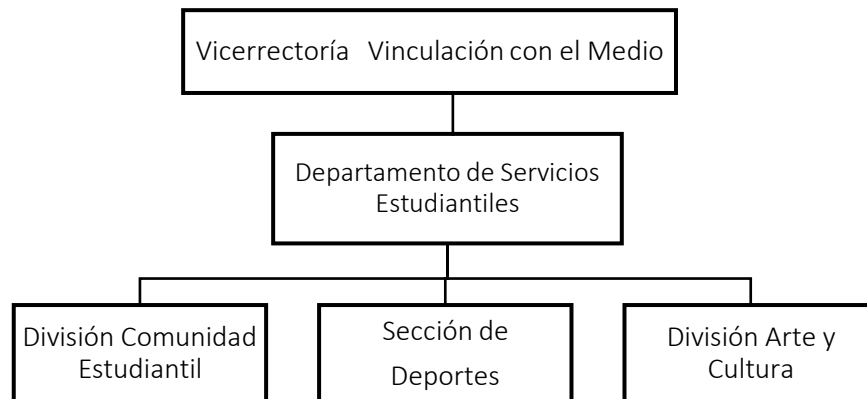 Vicerrectoría Vinculación con el Medio
Departamento de Servicios
Estudiantiles
División Comunidad
Estudiantil
Sección de
Deportes
División Arte y
Cultura